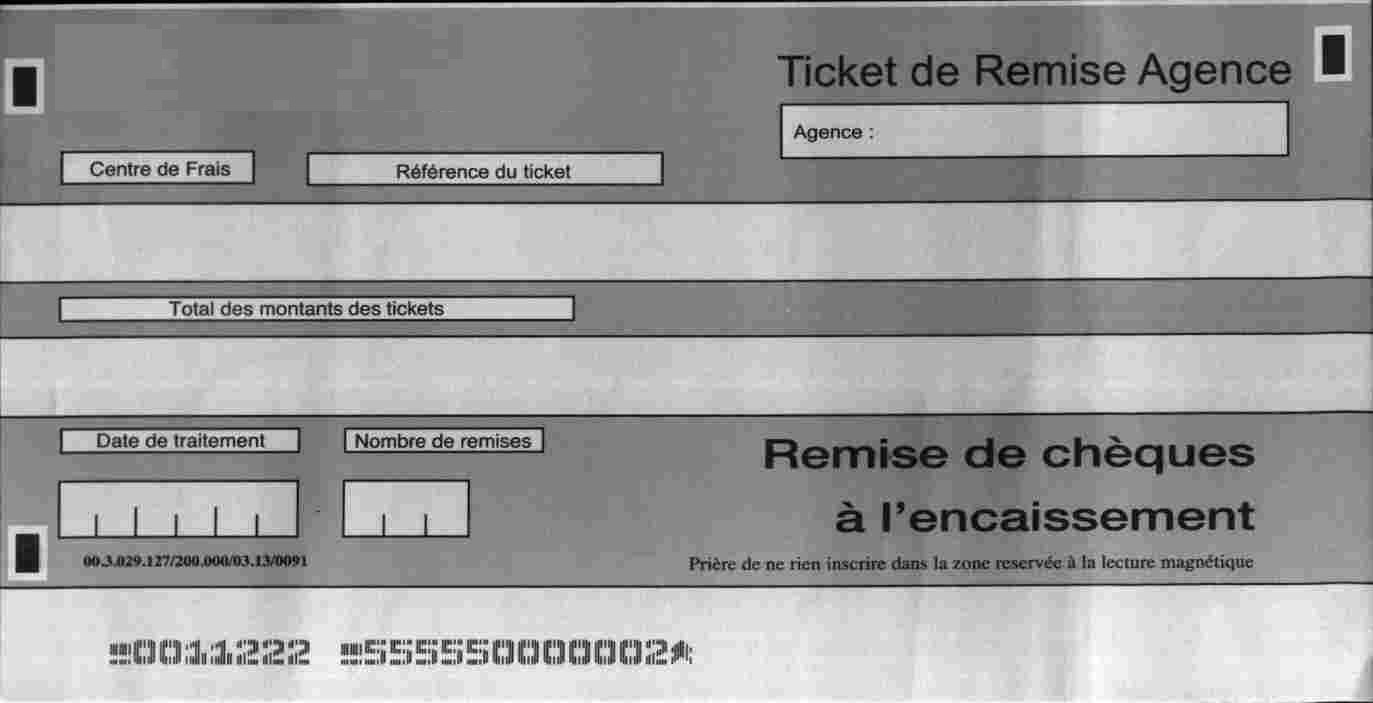 Ticket de Remise Agence
Agence :
Centre de Frais Référence du ticket
Total des montants des tickets
Date de traitement Nombre de remises
Remise de chèques
à l'encaissement
00.3.029.127/200.000/03.13/0091
Prière de ne rien inscrire dans la zone reservée à la lecture magnétique
0011222 555550000002